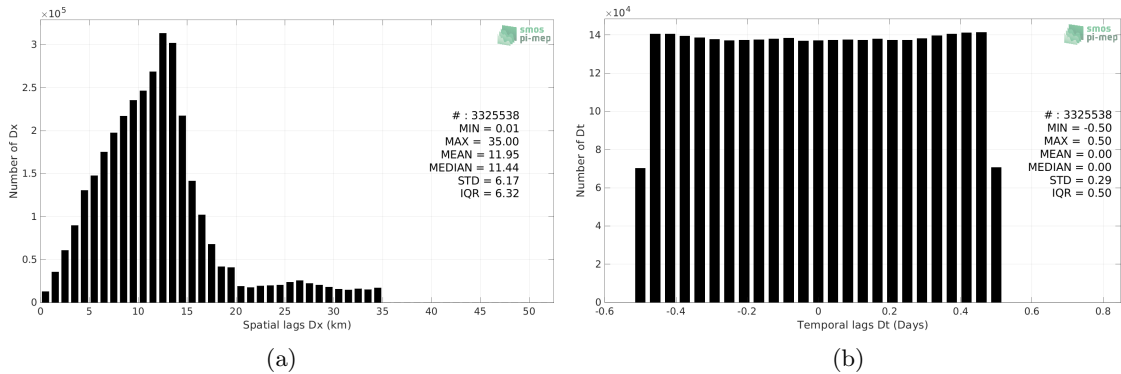 ×10⁵
3
2.5
2
1.5
1
0.5
0
0 5 10 15 20 25 30 35 40 45 50
Number of Dx
Spatial lags Dx (km)
smos
pi-mep
# : 3325538
MIN = 0.01
MAX = 35.00
MEAN = 11.95
MEDIAN = 11.44
STD = 6.17
IQR = 6.32
(a)
×10⁴
14
12
10
8
6
4
2
0
-0.6 -0.4 -0.2 0 0.2 0.4 0.6 0.8
Number of Dt
Temporal lags Dt (Days)
smos
pi-mep
# : 3325538
MIN = -0.50
MAX = 0.50
MEAN = 0.00
MEDIAN = 0.00
STD = 0.29
IQR = 0.50
(b)